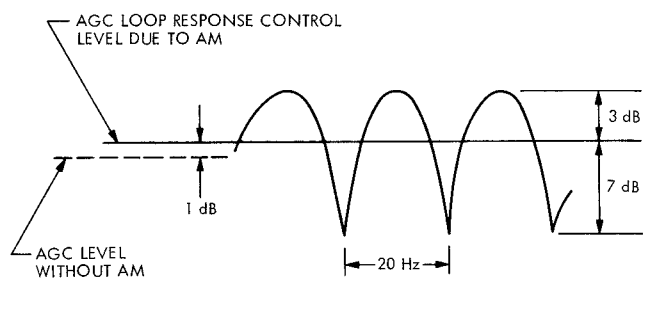 AGC LOOP RESPONSE CONTROL
LEVEL DUE TO AM
3 dB
7 dB
1 dB
AGC LEVEL
WITHOUT AM
20 Hz